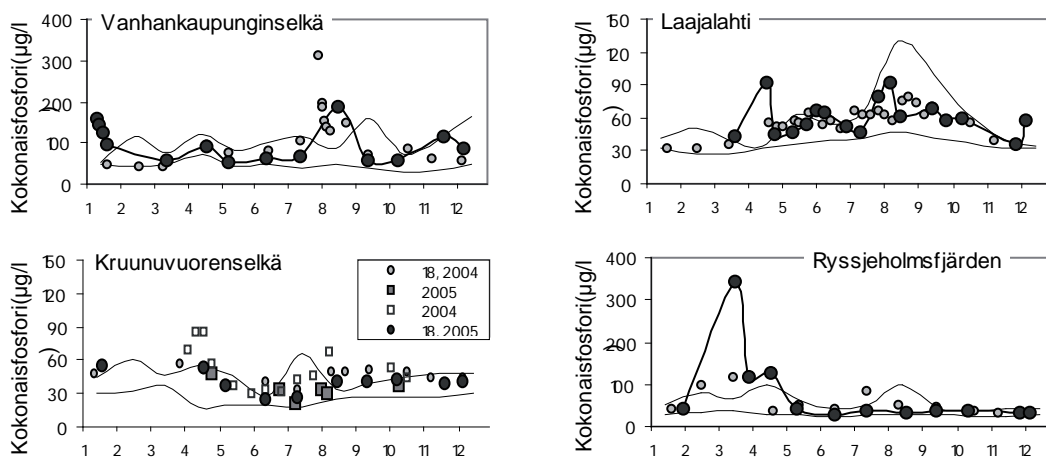 Vanhankaupunginselkä
Kokonaisfosfori(µg/l)
400
300
200
100
0
1 2 3 4 5 6 7 8 9 10 11 12
Laajalahti
Kokonaisfosfori(µg/l)
150
120
90
60
30
0
1 2 3 4 5 6 7 8 9 10 11 12
Kruunuvuorenselkä
Kokonaisfosfori(µg/l)
150
120
90
60
30
0
18, 2004
2005
2004
18, 2005
1 2 3 4 5 6 7 8 9 10 11 12
Ryssjeholmsfjärden
Kokonaisfosfori(µg/l)
400
300
200
100
0
1 2 3 4 5 6 7 8 9 10 11 12